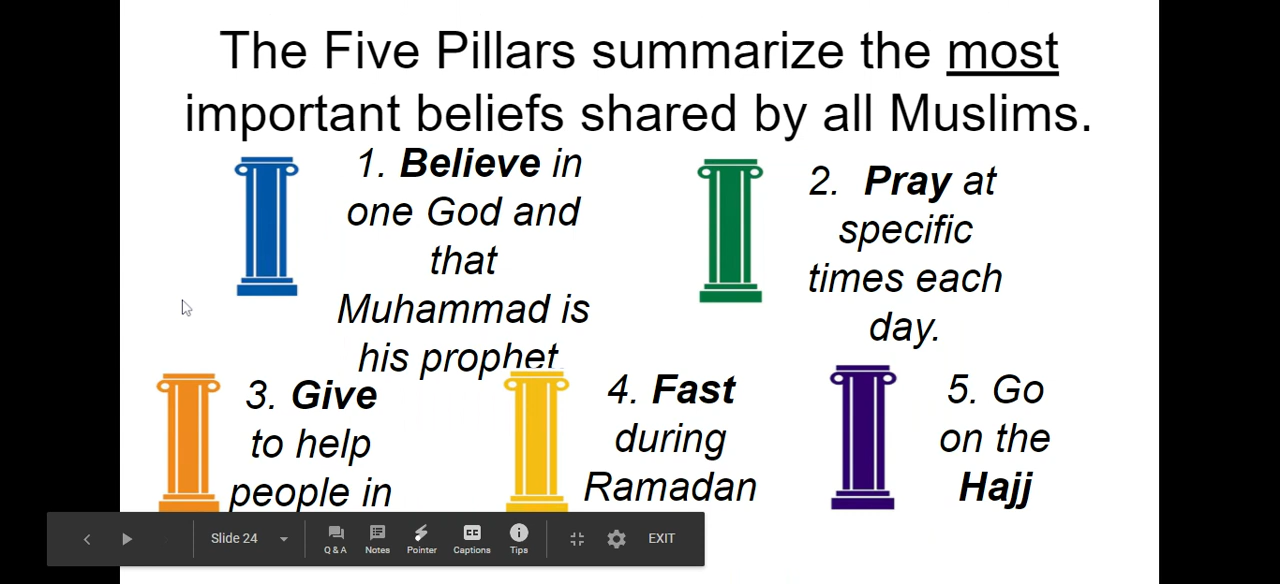 The Five Pillars summarize the most
important beliefs shared by all Muslims.
1. Believe in
one God and
that
Muhammad is
his prophet.
2. Pray at
specific
times each
day.
3. Give
to help
people in
4. Fast
during
Ramadan
5. Go
on the
Hajj
Slide 24
Q & A
Notes
Pointer
CC
Captions
Tips
EXIT